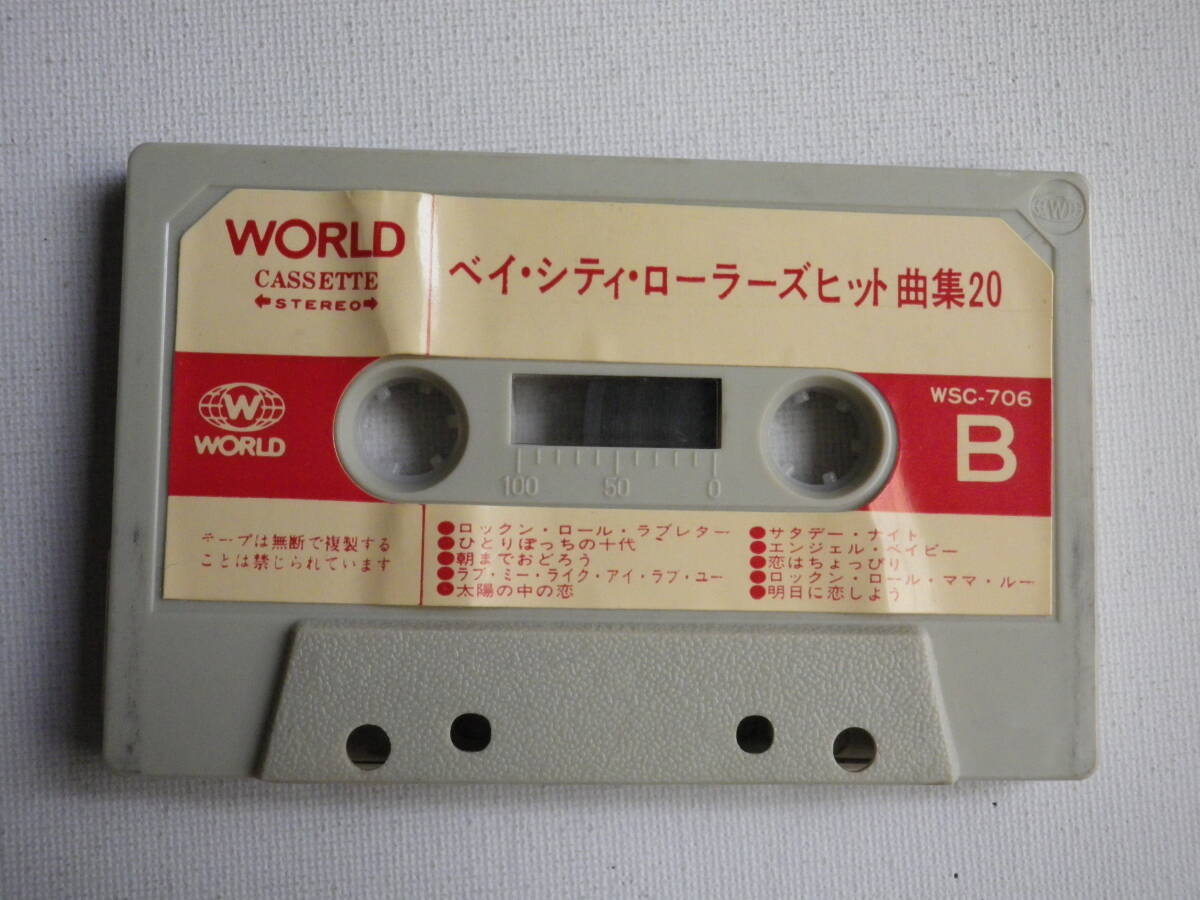 WORLD
CASSETTE
STEREO
ベイ・シティ・ローラーズヒット曲集20
W
WORLD
WSC-706
B
100 50 0
テープは無断で複製する
ことは禁じられています
●ロックン・ロール・ラブレター
●ひとりぼっちの十代
●朝までおどろう
●ラブ・ミー・ライク・アイ・ラブ・ユー
●太陽の中の恋
●サタデー・ナイト
●エンジェル・ベイビー
●恋はちょっぴり
●ロックン・ロール・ママ・ルー
●明日に恋しよう
W